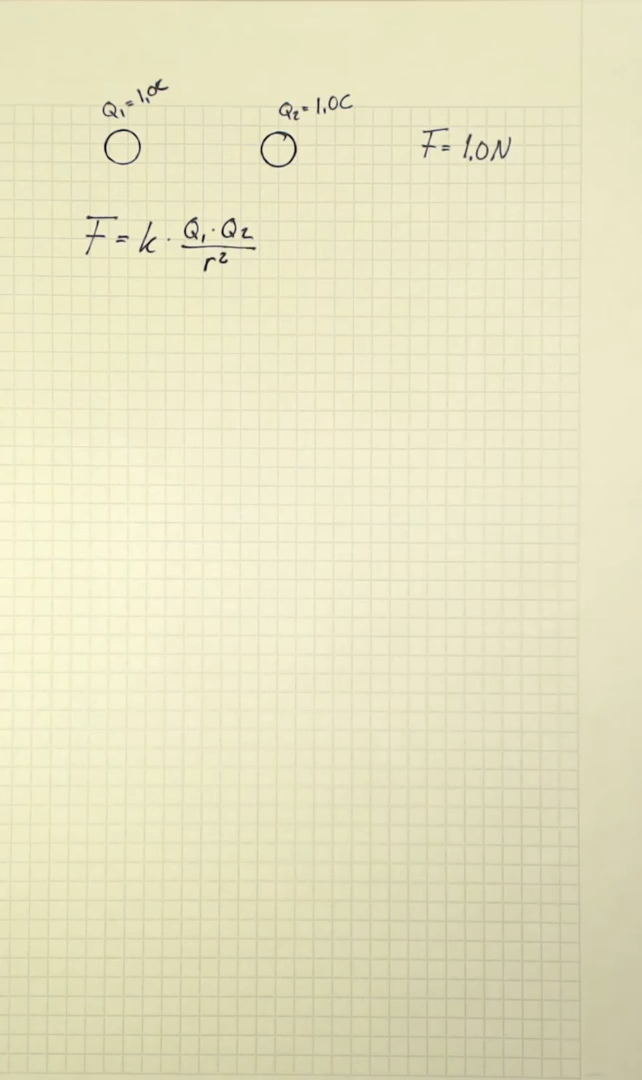 Q₁ = 1,0C
Q₂ = 1,0C
F = 1,0N
F = k · Q₁ · Q₂ / r²